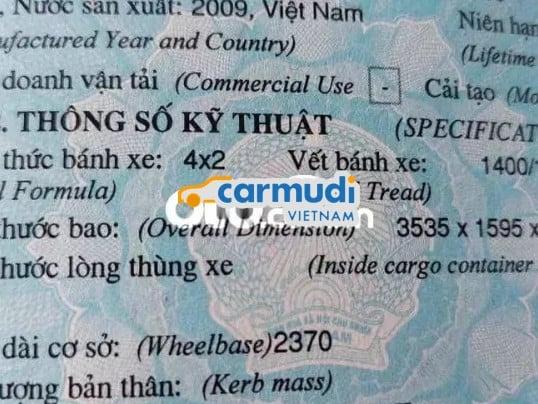 Nước sản xuất: 2009, Việt Nam
Niên hạn
ufactured Year and Country)
(Lifetime
doanh vận tải (Commercial Use - Cải tạo (Mo
THÔNG SỐ KỸ THUẬT (SPECIFICAT
thức bánh xe: 4x2 Vết bánh xe: 1400/
l Formula) Tread)
carmudi
VIETNAM
hước bao: (Overall Dimension) 3535 x 1595 x
hước lòng thùng xe (Inside cargo container
dài cơ sở: (Wheelbase)2370
ượng bản thân: (Kerb mass)